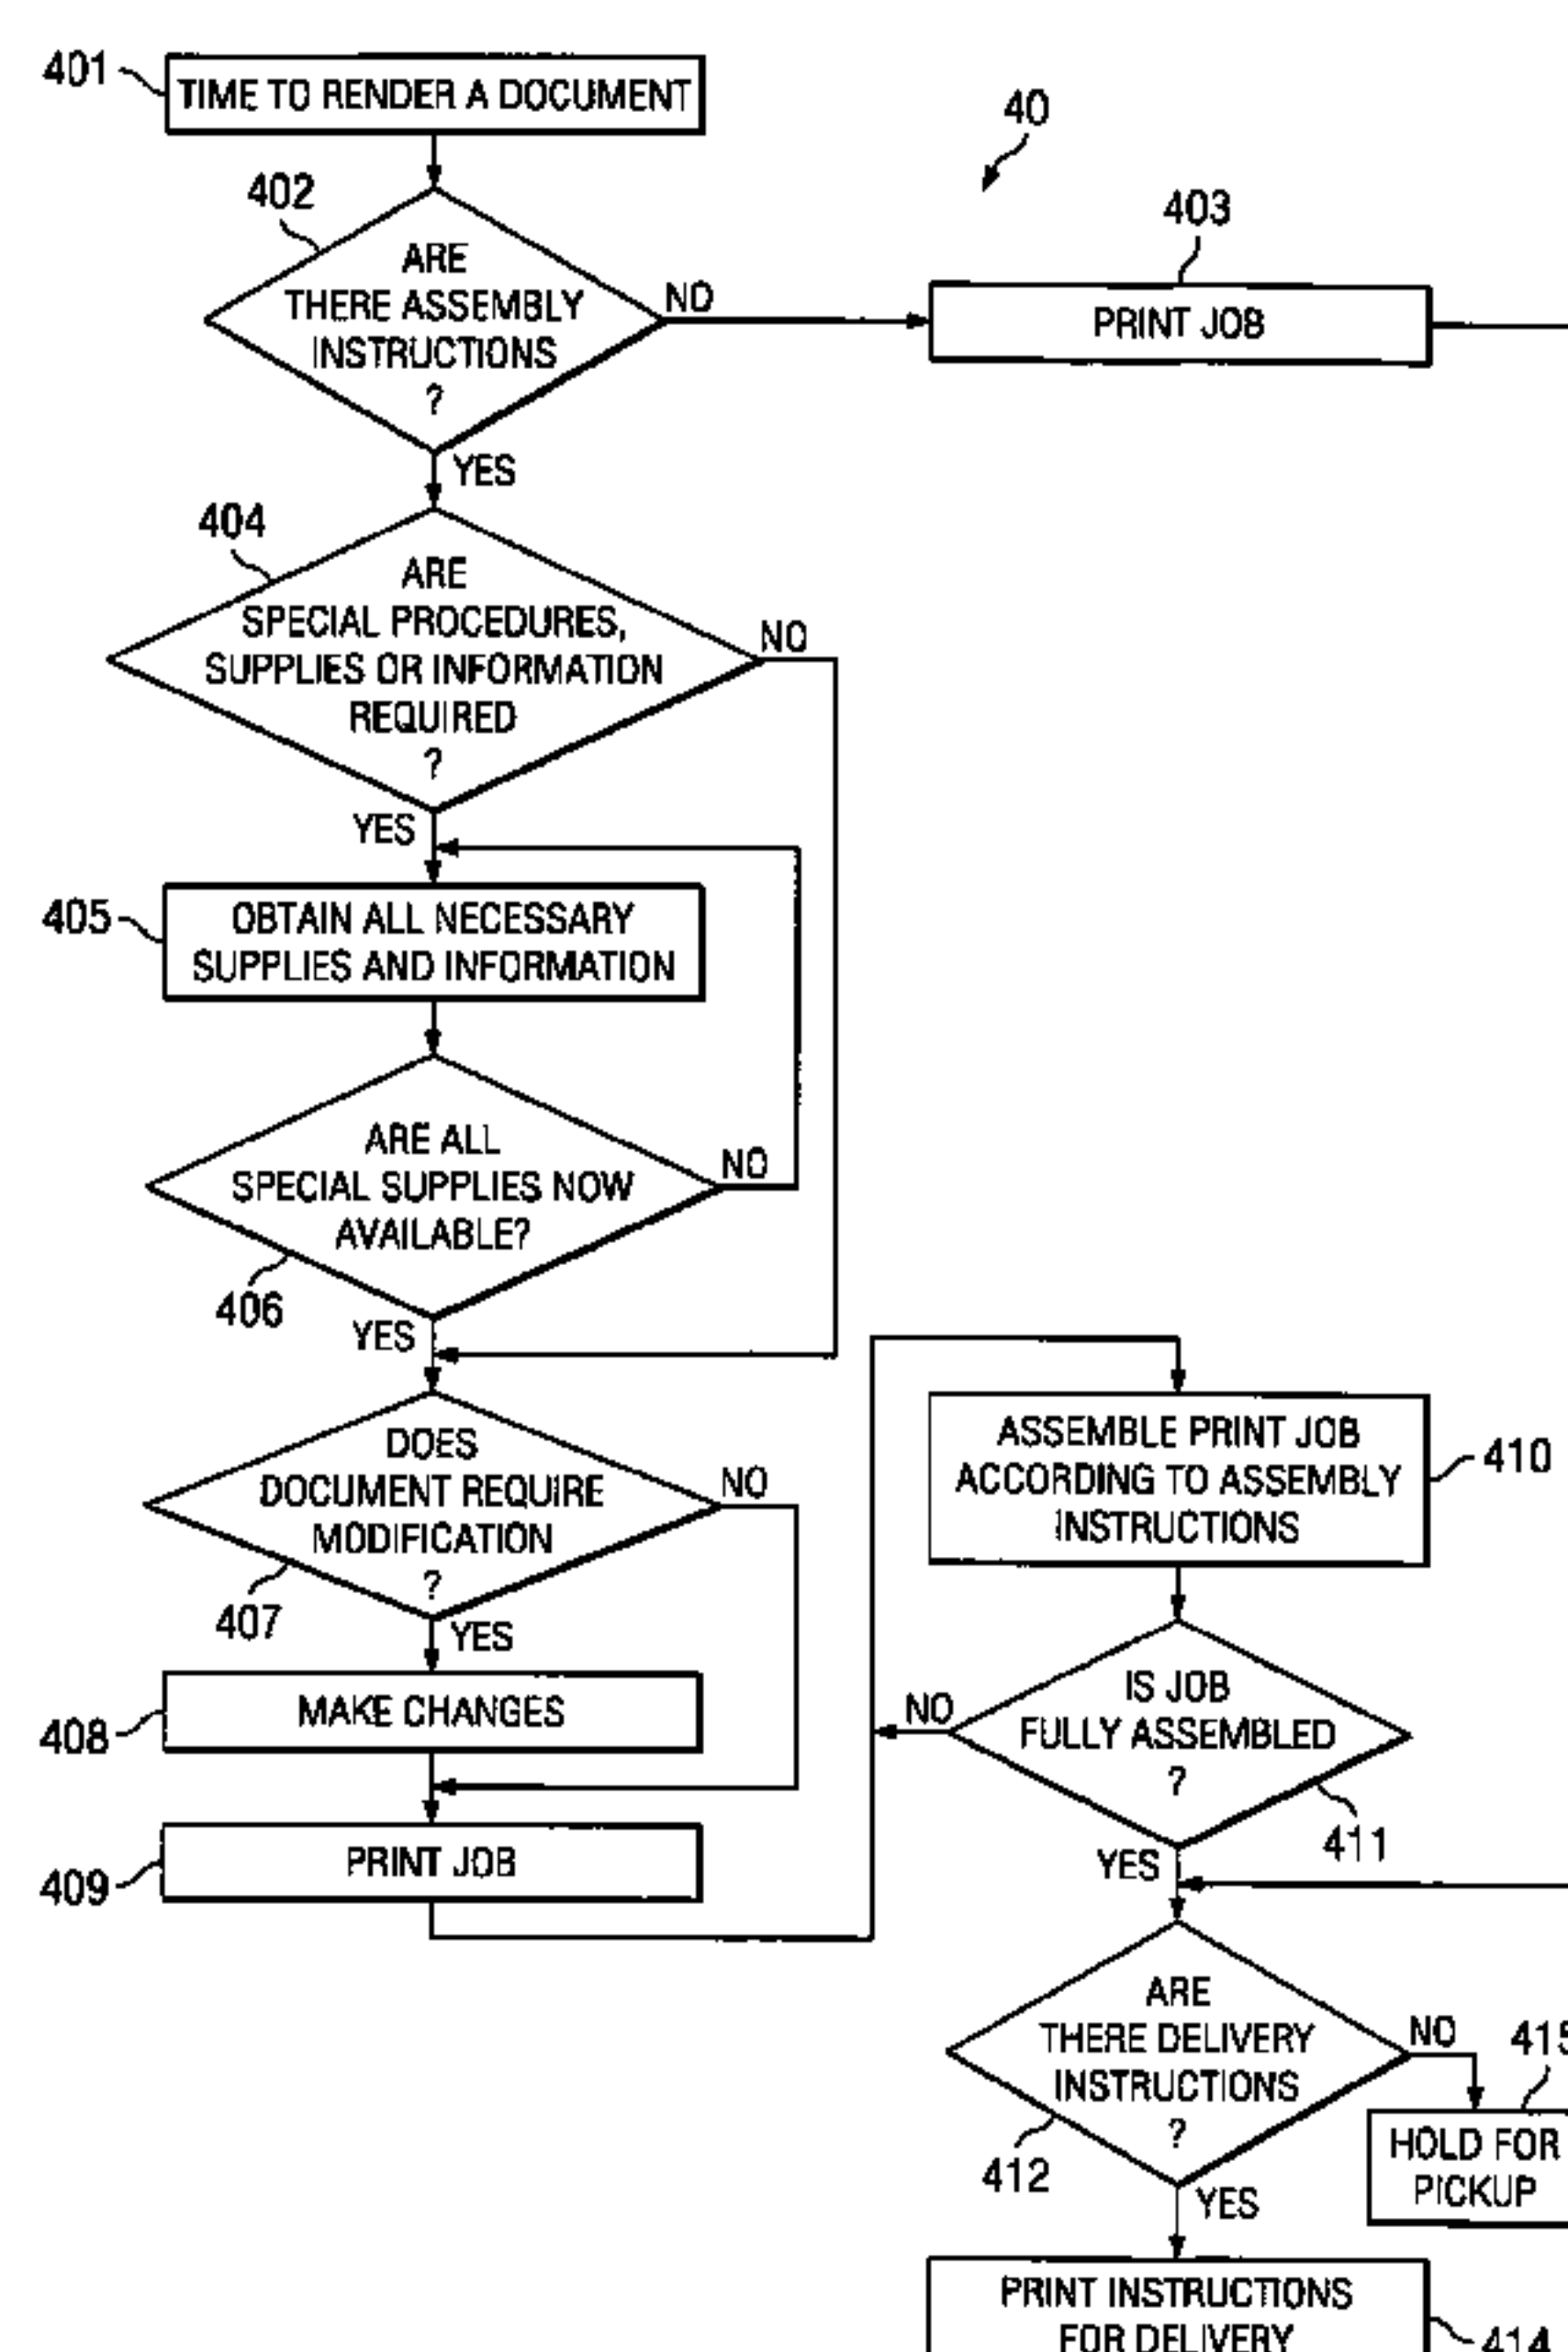 401
TIME TO RENDER A DOCUMENT
40
402
ARE
THERE ASSEMBLY
INSTRUCTIONS
?
NO
YES
403
PRINT JOB
404
ARE
SPECIAL PROCEDURES,
SUPPLIES OR INFORMATION
REQUIRED
?
NO
YES
405
OBTAIN ALL NECESSARY
SUPPLIES AND INFORMATION
ARE ALL
SPECIAL SUPPLIES NOW
AVAILABLE?
NO
406
YES
DOES
DOCUMENT REQUIRE
MODIFICATION
?
NO
407
YES
408
MAKE CHANGES
409
PRINT JOB
ASSEMBLE PRINT JOB
ACCORDING TO ASSEMBLY
INSTRUCTIONS
410
IS JOB
FULLY ASSEMBLED
?
NO
411
YES
ARE
THERE DELIVERY
INSTRUCTIONS
?
NO
412
YES
415
HOLD FOR
PICKUP
PRINT INSTRUCTIONS
FOR DELIVERY
414